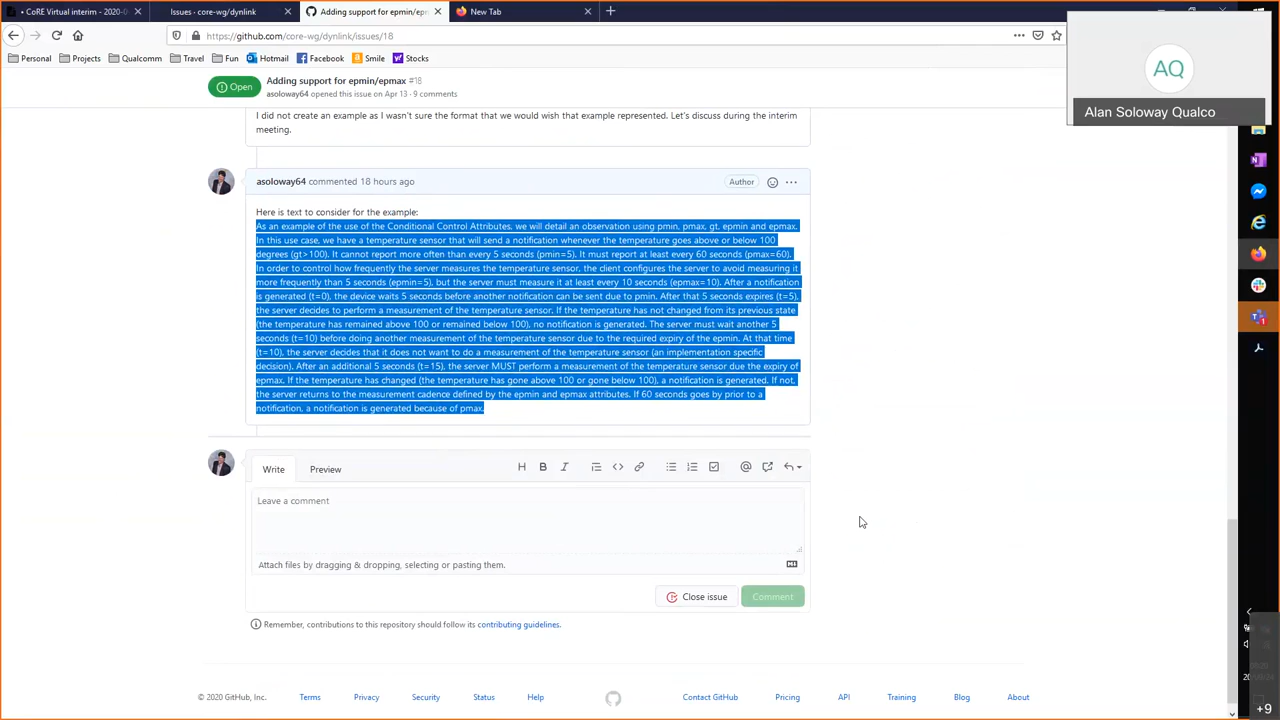 • CoRE Virtual interim - 2020-0
Issues · core-wg/dynlink
Adding support for epmin/epm
New Tab
https://github.com/core-wg/dynlink/issues/18
Personal
Projects
Qualcomm
Travel
Fun
Hotmail
Facebook
Smile
Stocks
AQ
Alan Soloway Qualco
Open
Adding support for epmin/epmax #18
asoloway64 opened this issue on Apr 13 · 9 comments
I did not create an example as I wasn't sure the format that we would wish that example represented. Let's discuss during the interim
meeting.
asoloway64 commented 18 hours ago
Author
Here is text to consider for the example:
As an example of the use of the Conditional Control Attributes, we will detail an observation using pmin, pmax, gt, epmin and epmax.
In this use case, we have a temperature sensor that will send a notification whenever the temperature goes above or below 100
degrees (gt>100). It cannot report more often than every 5 seconds (pmin=5). It must report at least every 60 seconds (pmax=60).
In order to control how frequently the server measures the temperature sensor, the client configures the server to avoid measuring it
more frequently than 5 seconds (epmin=5), but the server must measure it at least every 10 seconds (epmax=10). After a notification
is generated (t=0), the device waits 5 seconds before another notification can be sent due to pmin. After that 5 seconds expires (t=5),
the server decides to perform a measurement of the temperature sensor. If the temperature has not changed from its previous state
(the temperature has remained above 100 or remained below 100), no notification is generated. The server must wait another 5
seconds (t=10) before doing another measurement of the temperature sensor due to the required expiry of the epmin. At that time
(t=10), the server decides that it does not want to do a measurement of the temperature sensor (an implementation specific
decision). After an additional 5 seconds (t=15), the server MUST perform a measurement of the temperature sensor due the expiry of
epmax. If the temperature has changed (the temperature has gone above 100 or gone below 100), a notification is generated. If not,
the server returns to the measurement cadence defined by the epmin and epmax attributes. If 60 seconds goes by prior to a
notification, a notification is generated because of pmax.
Write
Preview
Leave a comment
Attach files by dragging & dropping, selecting or pasting them.
Close issue
Comment
Remember, contributions to this repository should follow its contributing guidelines.
© 2020 GitHub, Inc.
Terms
Privacy
Security
Status
Help
Contact GitHub
Pricing
API
Training
Blog
About
+9